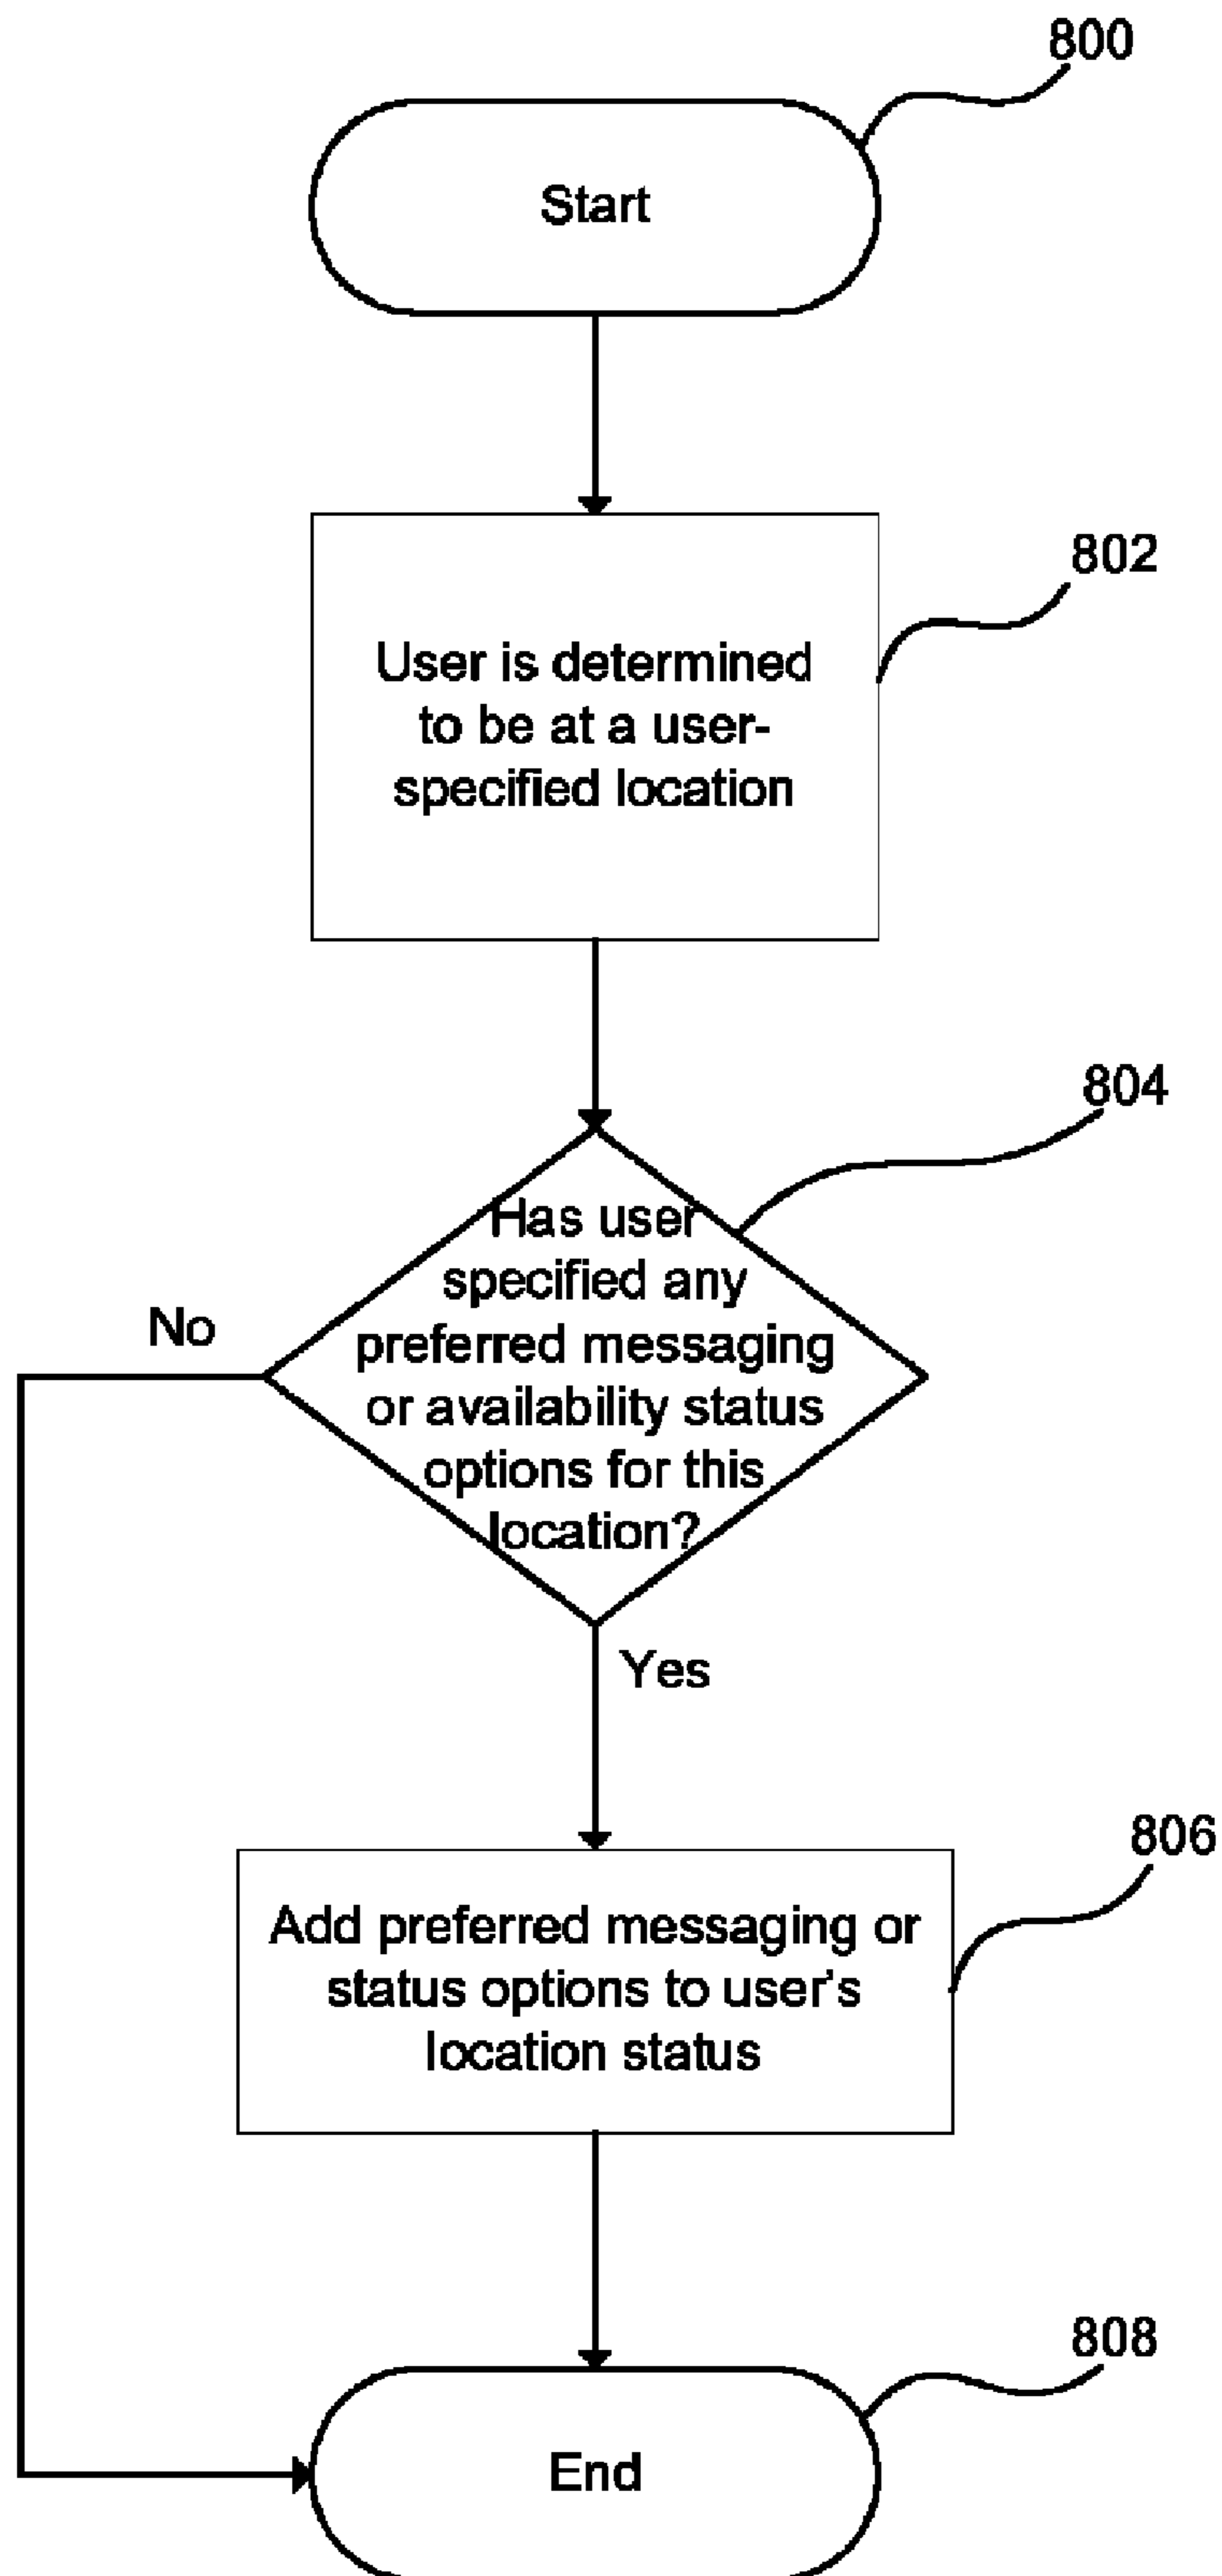 800
Start
802
User is determined
to be at a user-
specified location
804
Has user
specified any
preferred messaging
or availability status
options for this
location?
No
Yes
806
Add preferred messaging or
status options to user's
location status
808
End